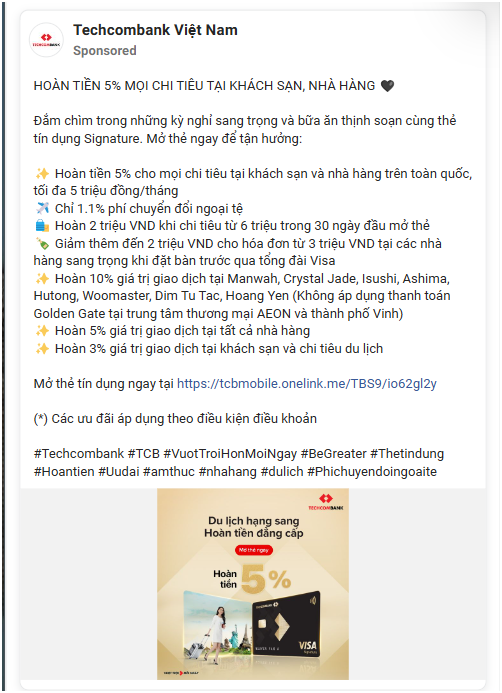 Techcombank Việt Nam
Sponsored
HOÀN TIỀN 5% MỌI CHI TIÊU TẠI KHÁCH SẠN, NHÀ HÀNG 🖤
Đắm chìm trong những kỳ nghỉ sang trọng và bữa ăn thịnh soạn cùng thẻ
tín dụng Signature. Mở thẻ ngay để tận hưởng:
✨ Hoàn tiền 5% cho mọi chi tiêu tại khách sạn và nhà hàng trên toàn quốc,
tối đa 5 triệu đồng/tháng
✈️ Chỉ 1.1% phí chuyển đổi ngoại tệ
🛍️ Hoàn 2 triệu VND khi chi tiêu từ 6 triệu trong 30 ngày đầu mở thẻ
🍾 Giảm thêm đến 2 triệu VND cho hóa đơn từ 3 triệu VND tại các nhà
hàng sang trọng khi đặt bàn trước qua tổng đài Visa
✨ Hoàn 10% giá trị giao dịch tại Manwah, Crystal Jade, Isushi, Ashima,
Hutong, Woomaster, Dim Tu Tac, Hoang Yen (Không áp dụng thanh toán
Golden Gate tại trung tâm thương mại AEON và thành phố Vinh)
✨ Hoàn 5% giá trị giao dịch tại tất cả nhà hàng
✨ Hoàn 3% giá trị giao dịch tại khách sạn và chi tiêu du lịch
Mở thẻ tín dụng ngay tại https://tcbmobile.onelink.me/TBS9/io62gl2y
(*) Các ưu đãi áp dụng theo điều kiện điều khoản
#Techcombank #TCB #VuotTroiHonMoiNgay #BeGreater #Thetindung
#Hoantien #Uudai #amthuc #nhahang #dulich #Phichuyendoingoaite
TECHCOMBANK
Du lịch hạng sang
Hoàn tiền đẳng cấp
Mở thẻ ngay
Hoàn
tiền
5%
VISA